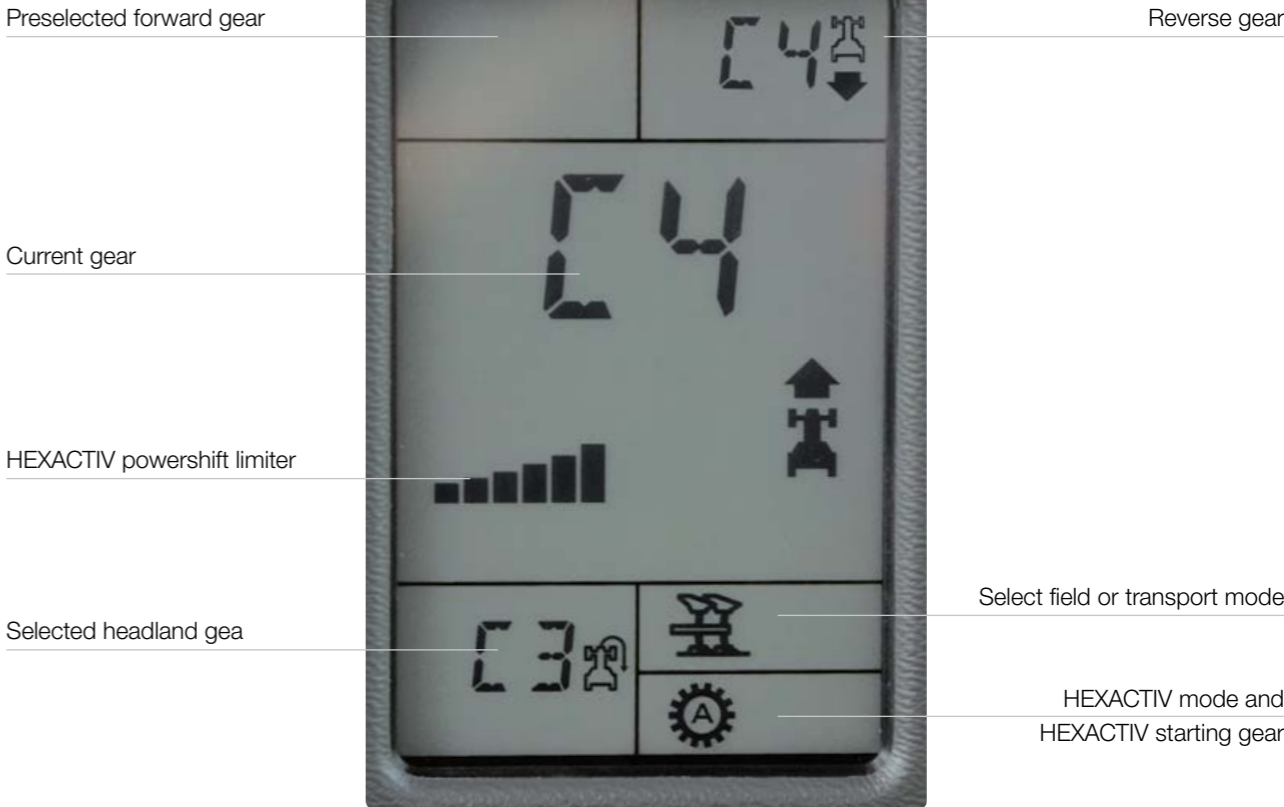 Preselected forward gear
Reverse gear
C4
Current gear
C4
HEXACTIV powershift limiter
Select field or transport mode
Selected headland gea
C3
A
HEXACTIV mode and
HEXACTIV starting gear